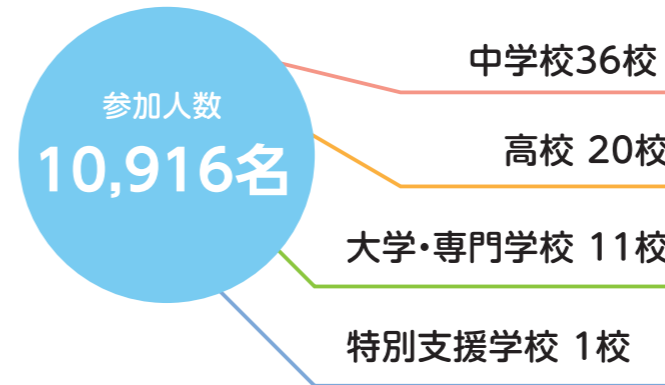 参加人数
10,916名
中学校36校
高校 20校
大学・専門学校 11校
特別支援学校 1校